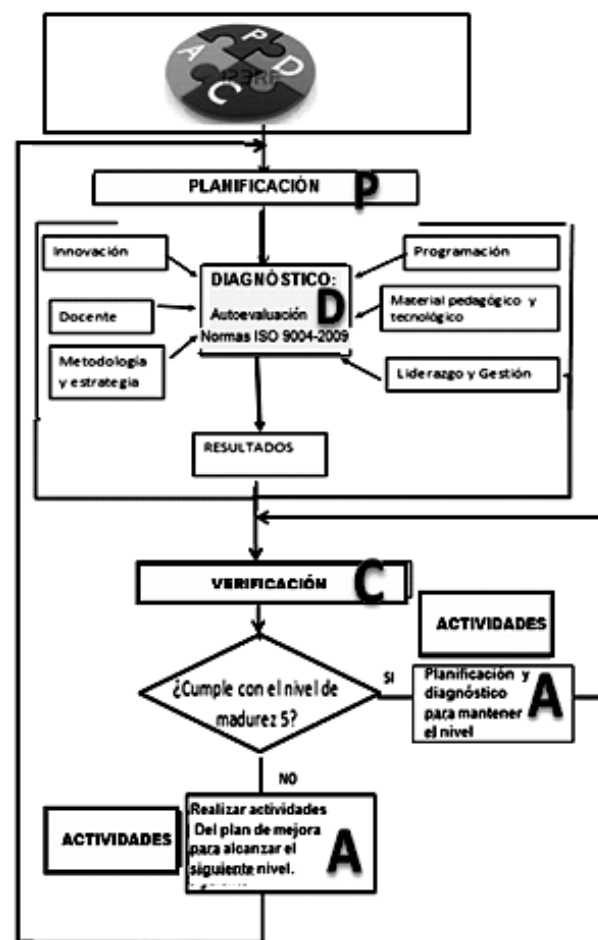 P
A
D
C
123RF
PLANIFICACIÓN P
Innovación
Programación
DIAGNÓSTICO: D
Autoevaluación
Normas ISO 9004-2009
Docente
Material pedagógico y
tecnológico
Metodología
y estrategia
Liderazgo y Gestión
RESULTADOS
VERIFICACIÓN C
ACTIVIDADES
¿Cumple con el nivel de
madurez 5?
SI
Planificación y
diagnóstico
para mantener
el nivel
A
NO
ACTIVIDADES
Realizar actividades
Del plan de mejora
para alcanzar el
siguiente nivel.
A